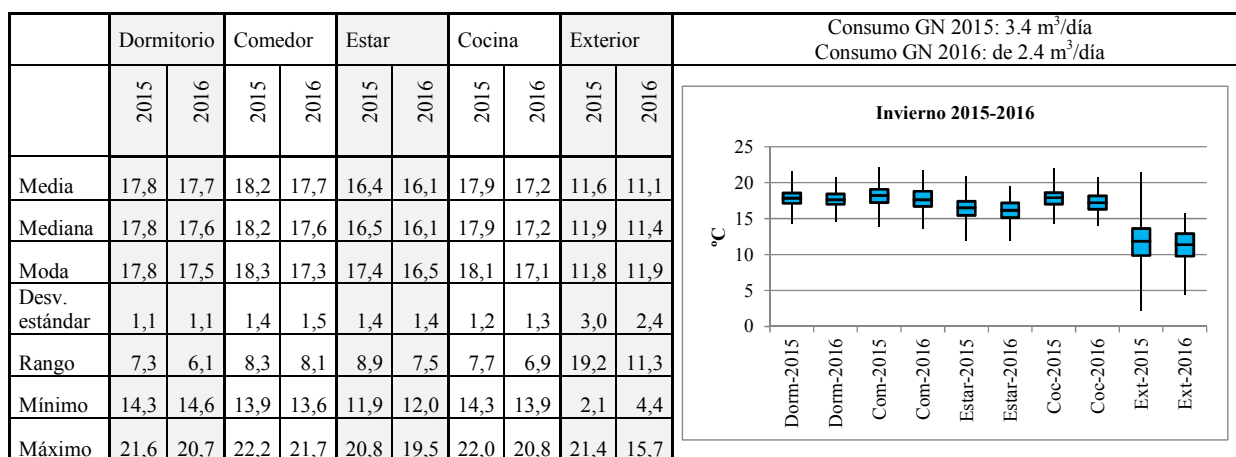 Dormitorio Comedor Estar Cocina Exterior
Consumo GN 2015: 3.4 m³/día
Consumo GN 2016: de 2.4 m³/día
2015 2016 2015 2016 2015 2016 2015 2016 2015 2016
Media 17,8 17,7 18,2 17,7 16,4 16,1 17,9 17,2 11,6 11,1
Mediana 17,8 17,6 18,2 17,6 16,5 16,1 17,9 17,2 11,9 11,4
Moda 17,8 17,5 18,3 17,3 17,4 16,5 18,1 17,1 11,8 11,9
Desv.
estándar 1,1 1,1 1,4 1,5 1,4 1,4 1,2 1,3 3,0 2,4
Rango 7,3 6,1 8,3 8,1 8,9 7,5 7,7 6,9 19,2 11,3
Mínimo 14,3 14,6 13,9 13,6 11,9 12,0 14,3 13,9 2,1 4,4
Máximo 21,6 20,7 22,2 21,7 20,8 19,5 22,0 20,8 21,4 15,7
Invierno 2015-2016
25
20
15
10
5
0
ºC
Dorm-2015
Dorm-2016
Com-2015
Com-2016
Estar-2015
Estar-2016
Coc-2015
Coc-2016
Ext-2015
Ext-2016